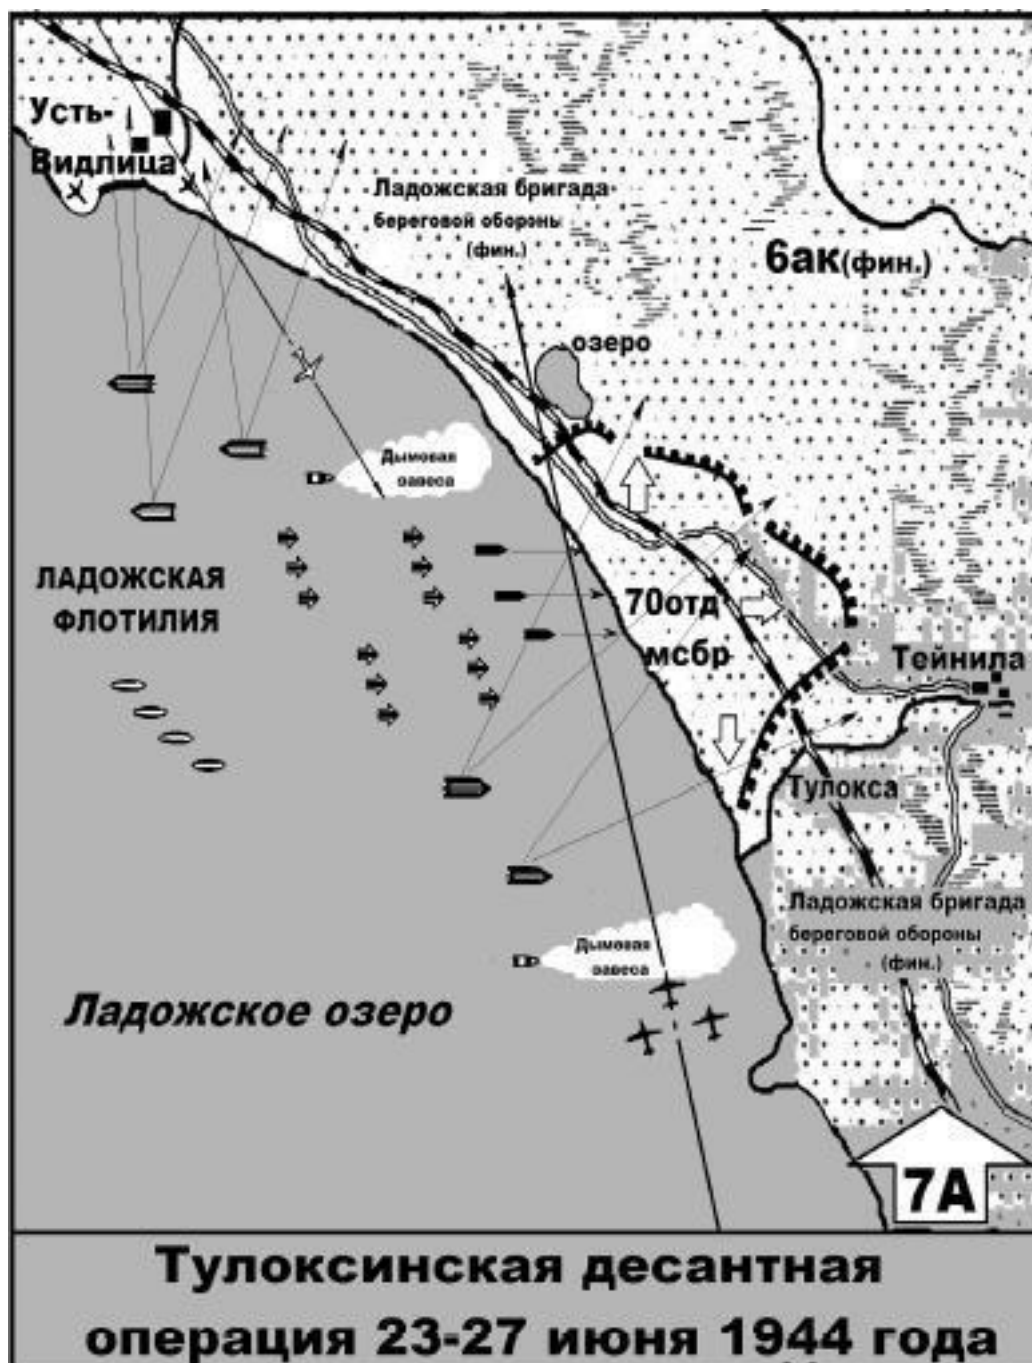 Усть-
Видлица
Ладожская бригада
береговой обороны
(фин.)
6ак(фин.)
озеро
Дымовая
завеса
ЛАДОЖСКАЯ
ФЛОТИЛИЯ
70отд
мсбр
Тейнила
Тулокса
Ладожская бригада
береговой обороны
(фин.)
Дымовая
завеса
Ладожское озеро
7А
Тулоксинская десантная
операция 23-27 июня 1944 года